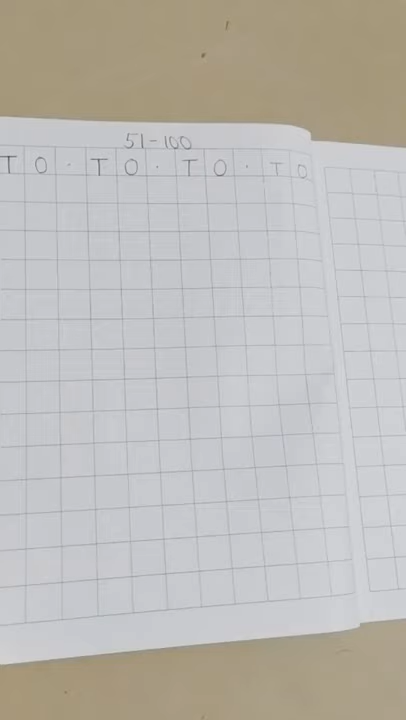 51-100
T O . T O . T O . T O